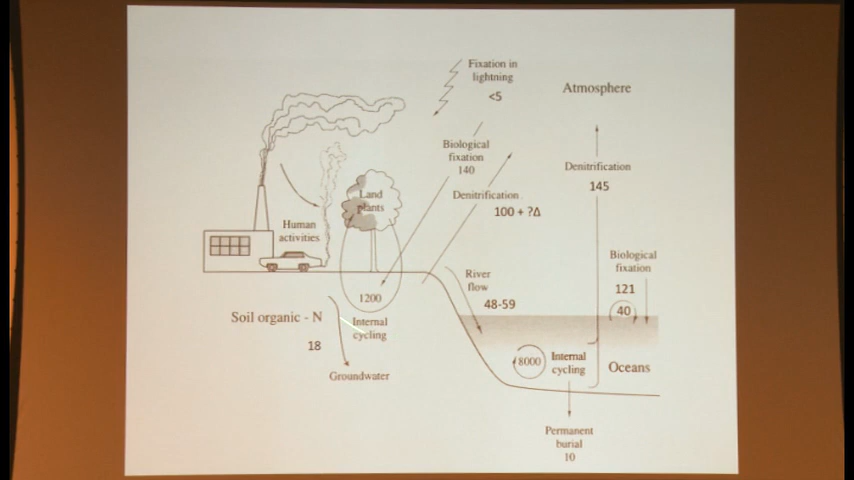 Fixation in
lightning
<5
Atmosphere
Biological
fixation
140
Denitrification
145
Land
plants
Denitrification
100 + ?Δ
Human
activities
Biological
fixation
121
40
River
flow
48-59
1200
Internal
cycling
Soil organic - N
18
Groundwater
8000
Internal
cycling
Oceans
Permanent
burial
10